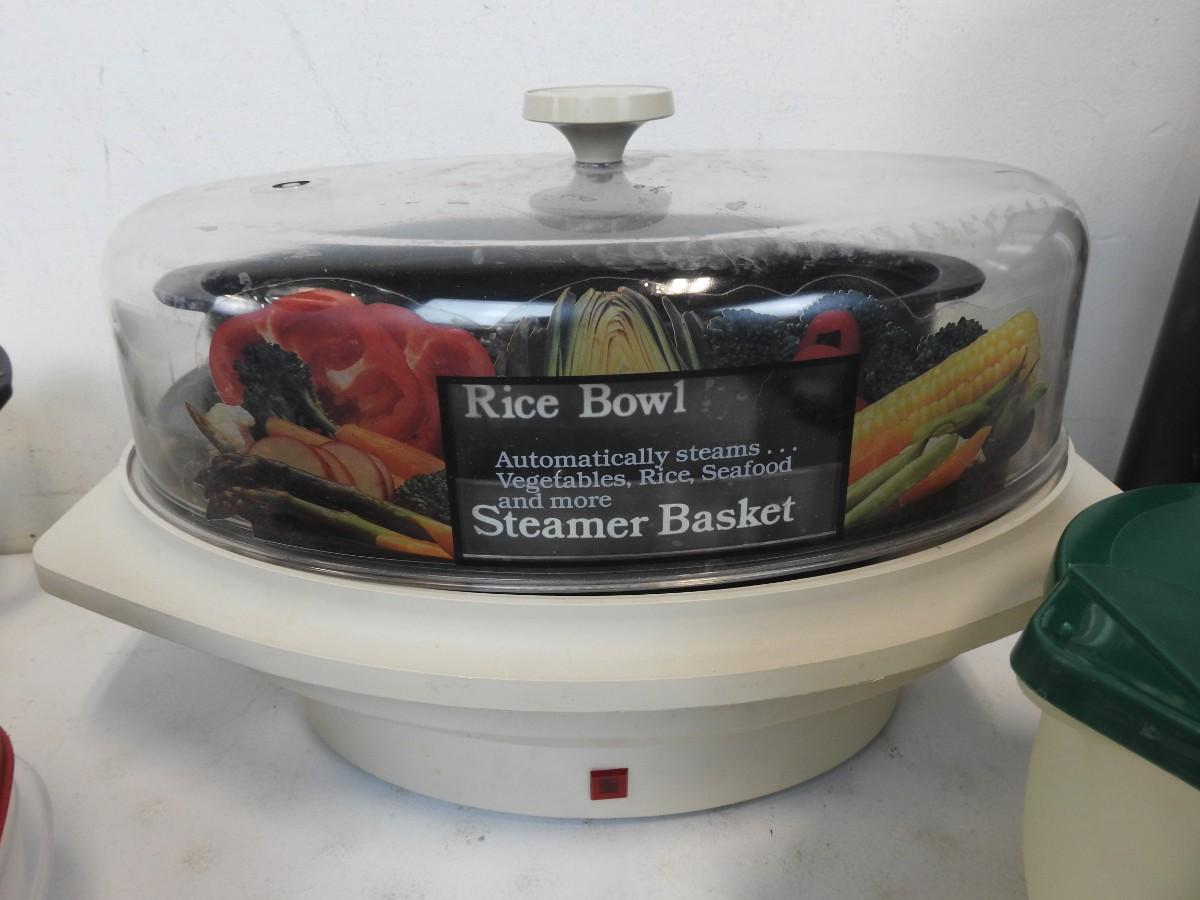 Rice Bowl
Automatically steams . . .
Vegetables, Rice, Seafood
and more
Steamer Basket